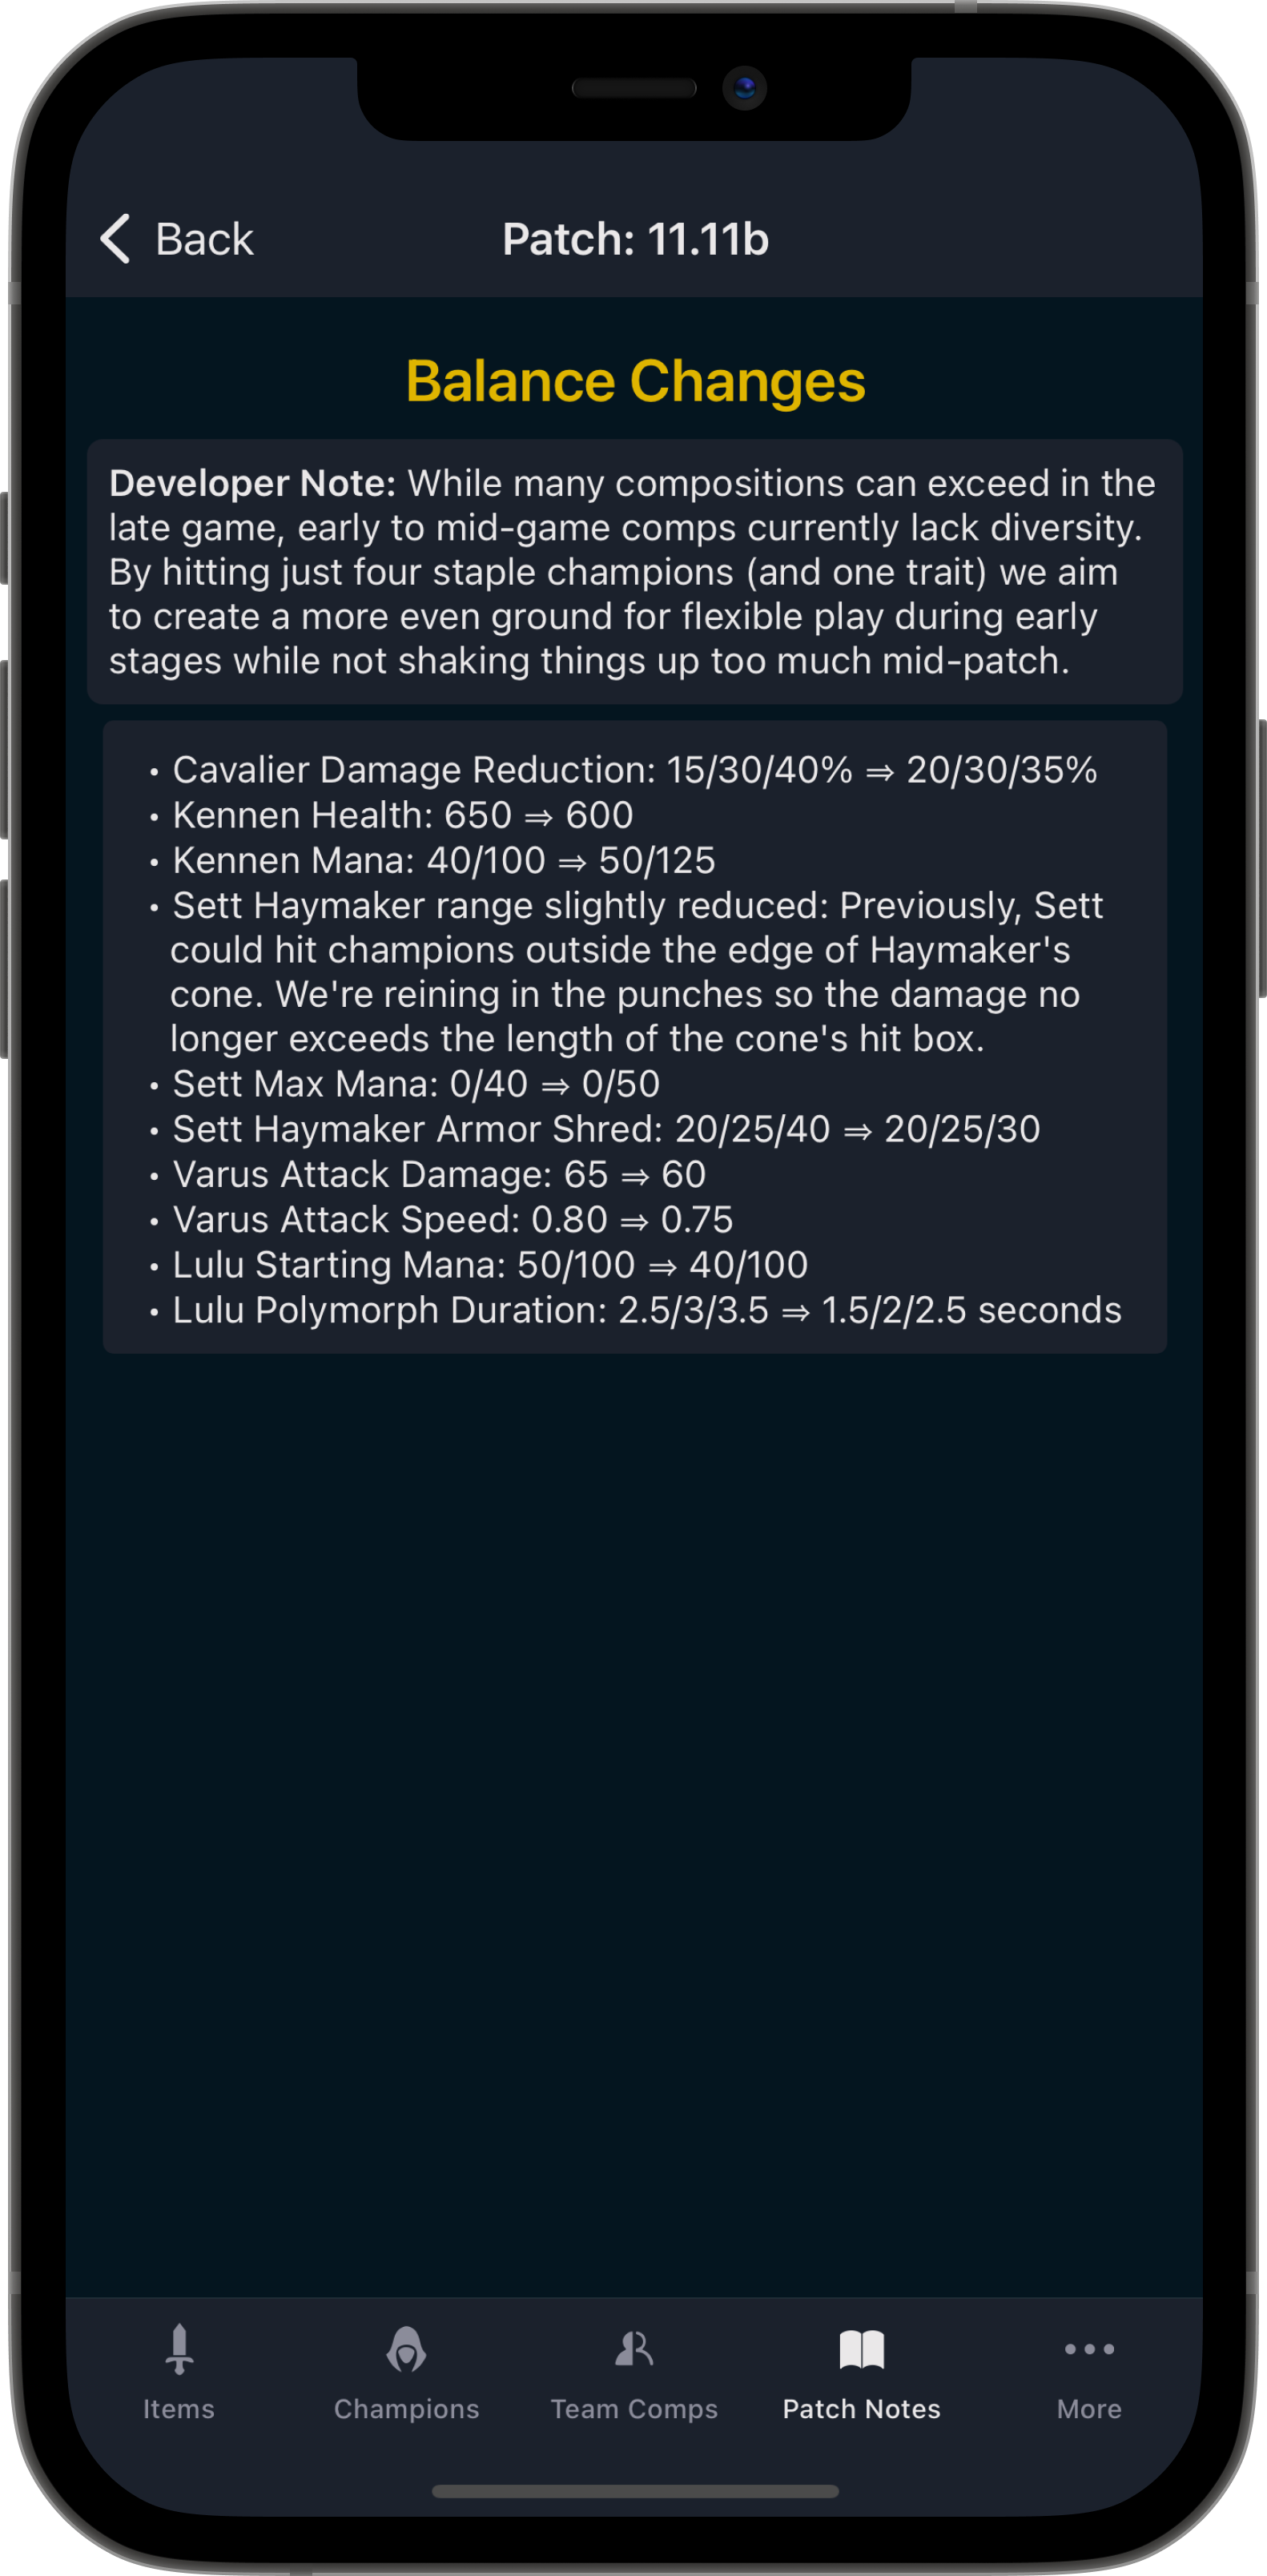 Back
Patch: 11.11b
Balance Changes
Developer Note: While many compositions can exceed in the
late game, early to mid-game comps currently lack diversity.
By hitting just four staple champions (and one trait) we aim
to create a more even ground for flexible play during early
stages while not shaking things up too much mid-patch.
• Cavalier Damage Reduction: 15/30/40% ⇒ 20/30/35%
• Kennen Health: 650 ⇒ 600
• Kennen Mana: 40/100 ⇒ 50/125
• Sett Haymaker range slightly reduced: Previously, Sett
could hit champions outside the edge of Haymaker's
cone. We're reining in the punches so the damage no
longer exceeds the length of the cone's hit box.
• Sett Max Mana: 0/40 ⇒ 0/50
• Sett Haymaker Armor Shred: 20/25/40 ⇒ 20/25/30
• Varus Attack Damage: 65 ⇒ 60
• Varus Attack Speed: 0.80 ⇒ 0.75
• Lulu Starting Mana: 50/100 ⇒ 40/100
• Lulu Polymorph Duration: 2.5/3/3.5 ⇒ 1.5/2/2.5 seconds
Items
Champions
Team Comps
Patch Notes
More